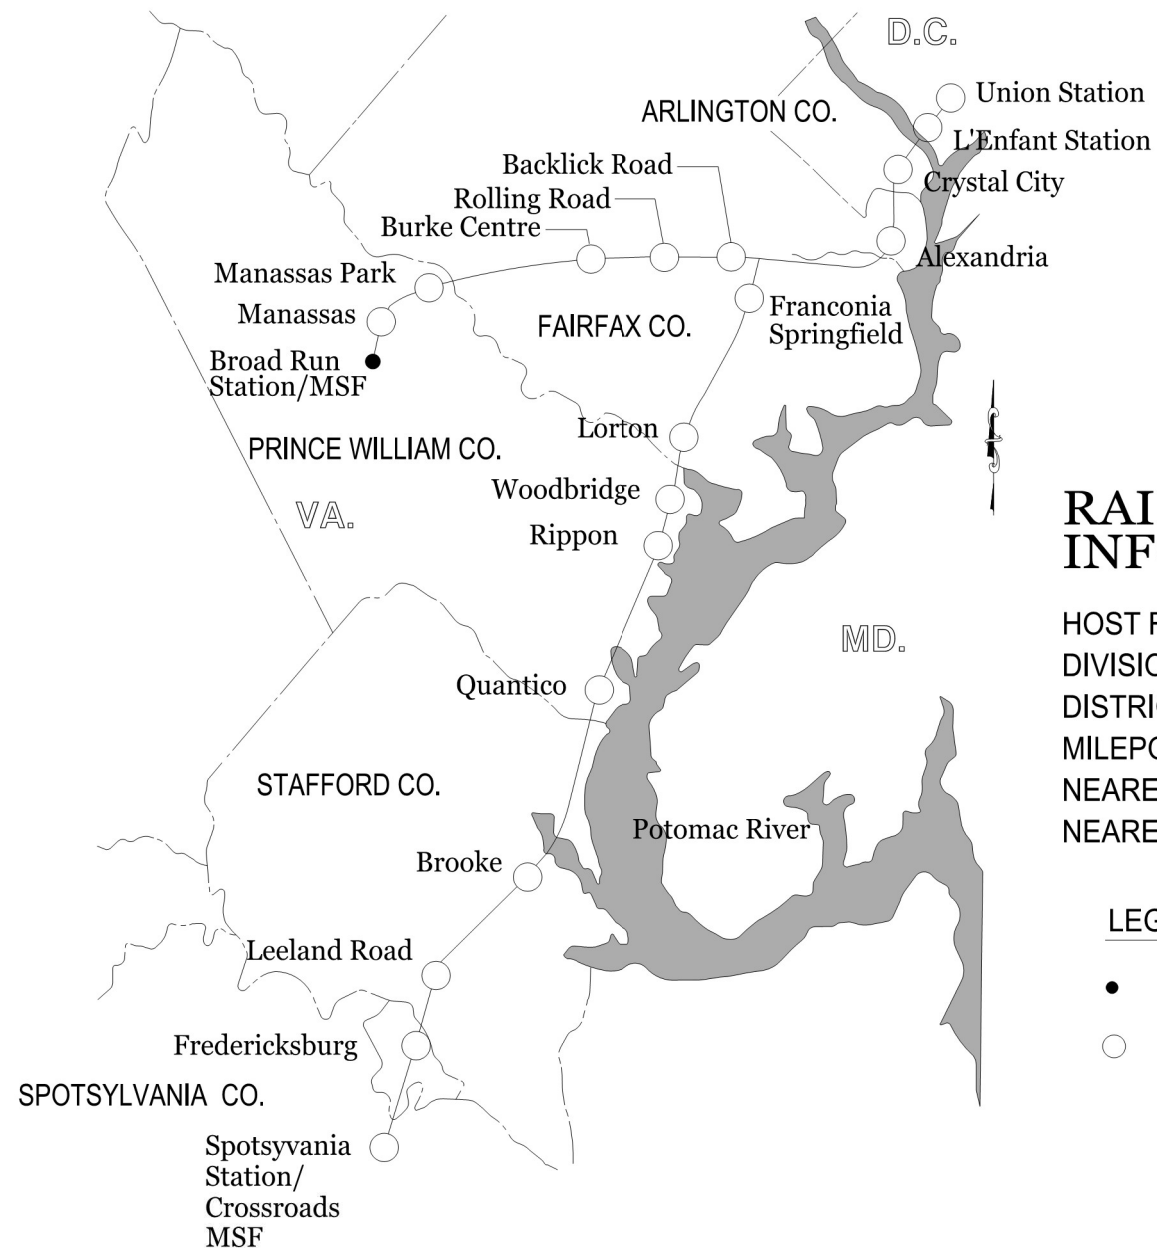 D.C.
Union Station
ARLINGTON CO.
L'Enfant Station
Backlick Road
Crystal City
Rolling Road
Burke Centre
Alexandria
Manassas Park
Manassas
Franconia
Springfield
FAIRFAX CO.
Broad Run
Station/MSF
Lorton
PRINCE WILLIAM CO.
Woodbridge
VA.
Rippon
RAI
INF
HOST R
MD.
DIVISIO
Quantico
DISTRI
MILEPO
STAFFORD CO.
NEARE
Potomac River
NEARE
Brooke
LEG
Leeland Road
Fredericksburg
SPOTSYLVANIA CO.
Spotsyvania
Station/
Crossroads
MSF